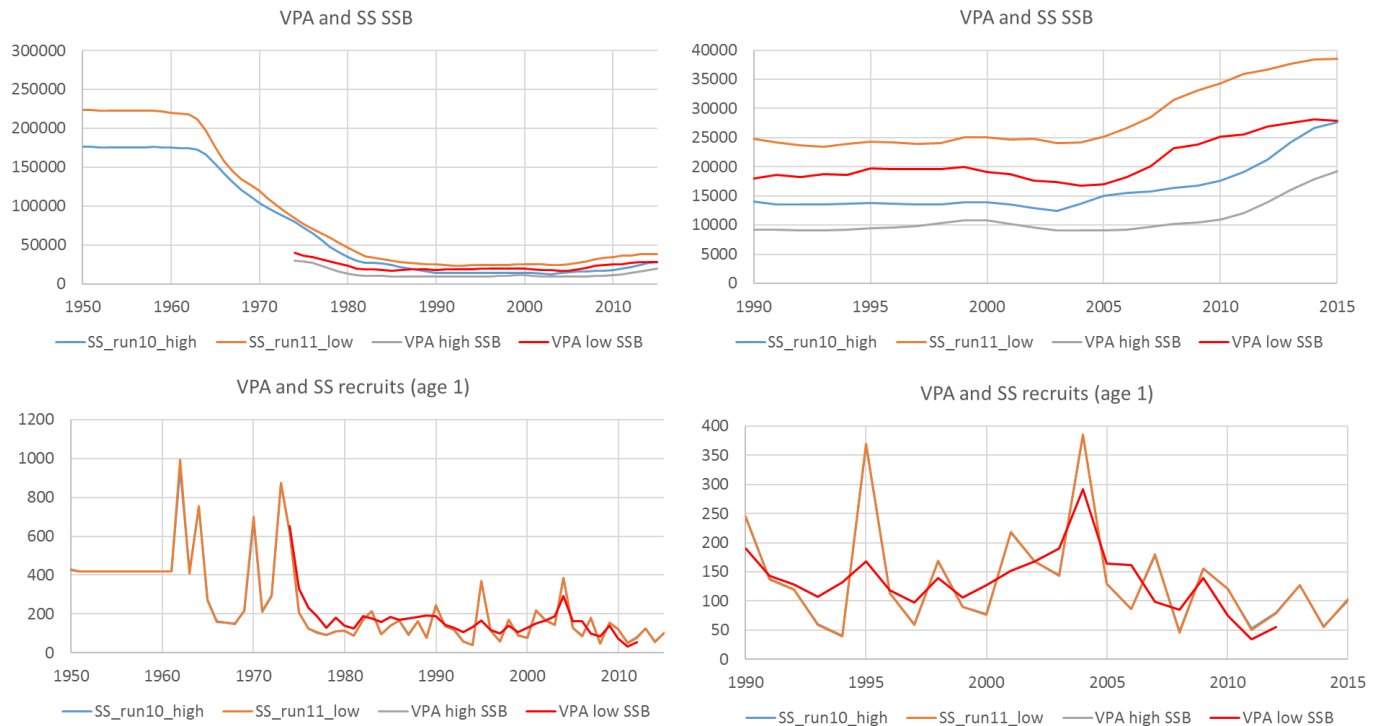 VPA and SS SSB
300000
250000
200000
150000
100000
50000
0
1950 1960 1970 1980 1990 2000 2010
SS_run10_high SS_run11_low VPA high SSB VPA low SSB
VPA and SS SSB
40000
35000
30000
25000
20000
15000
10000
5000
0
1990 1995 2000 2005 2010 2015
SS_run10_high SS_run11_low VPA high SSB VPA low SSB
VPA and SS recruits (age 1)
1200
1000
800
600
400
200
0
1950 1960 1970 1980 1990 2000 2010
SS_run10_high SS_run11_low VPA high SSB VPA low SSB
VPA and SS recruits (age 1)
400
350
300
250
200
150
100
50
0
1990 1995 2000 2005 2010 2015
SS_run10_high SS_run11_low VPA high SSB VPA low SSB